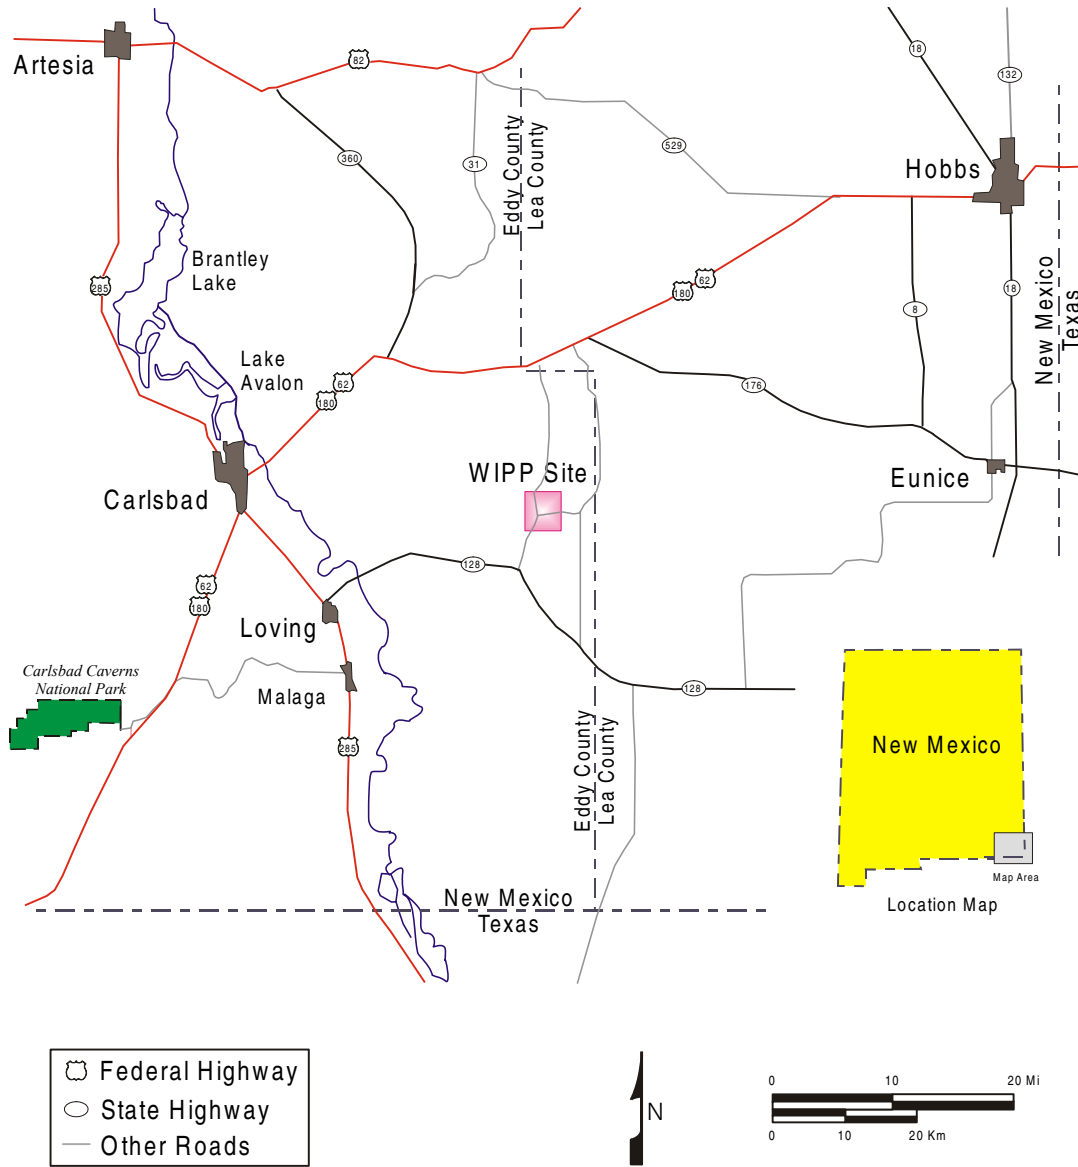 Artesia
82
18
132
360
31
529
Hobbs
Eddy County
Lea County
Brantley
Lake
285
62
180
18
8
New Mexico
Texas
Lake
Avalon
62
180
176
WIPP Site
Eunice
Carlsbad
128
62
180
Loving
Carlsbad Caverns
National Park
Malaga
128
285
Eddy County
Lea County
New Mexico
Map Area
Location Map
New Mexico
Texas
Federal Highway
State Highway
Other Roads
N
0 10 20 Mi
0 10 20 Km